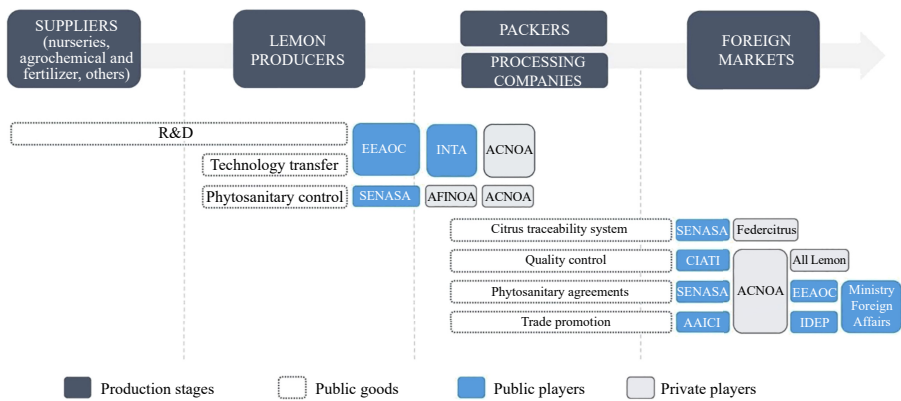 SUPPLIERS
(nurseries,
agrochemical and
fertilizer, others)
LEMON
PRODUCERS
PACKERS
PROCESSING
COMPANIES
FOREIGN
MARKETS
R&D
Technology transfer
EEAOC
INTA
ACNOA
Phytosanitary control
SENASA
AFINOA
ACNOA
Citrus traceability system
SENASA
Federcitrus
Quality control
CIATI
ACNOA
All Lemon
Phytosanitary agreements
SENASA
EEAOC
Ministry
Foreign
Affairs
Trade promotion
AAICI
IDEP
Production stages
Public goods
Public players
Private players